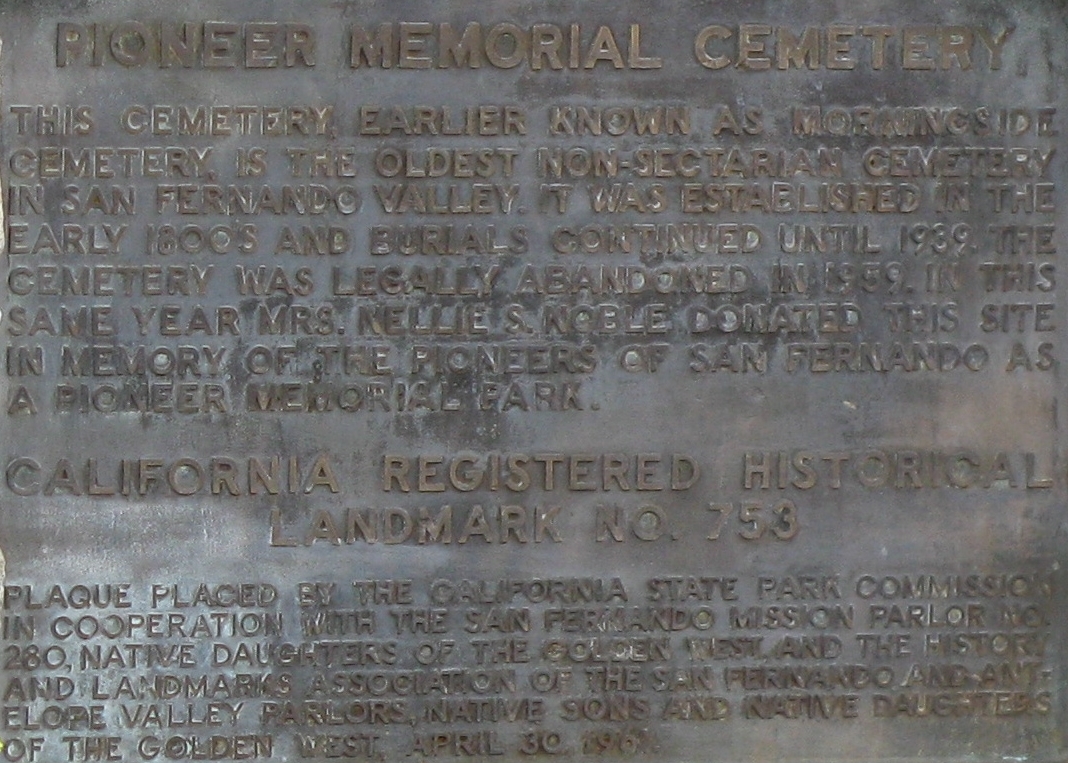 PIONEER MEMORIAL CEMETERY
THIS CEMETERY, EARLIER KNOWN AS MORNINGSIDE
CEMETERY, IS THE OLDEST NON-SECTARIAN CEMETERY
IN SAN FERNANDO VALLEY. IT WAS ESTABLISHED IN THE
EARLY 1800'S AND BURIALS CONTINUED UNTIL 1939. THE
CEMETERY WAS LEGALLY ABANDONED IN 1959. IN THIS
SAME YEAR MRS. NELLIE S. NOBLE DONATED THIS SITE
IN MEMORY OF THE PIONEERS OF SAN FERNANDO AS
A PIONEER MEMORIAL PARK.
CALIFORNIA REGISTERED HISTORICAL
LANDMARK NO. 753
PLAQUE PLACED BY THE CALIFORNIA STATE PARK COMMISSION
IN COOPERATION WITH THE SAN FERNANDO MISSION PARLOR NO.
280, NATIVE DAUGHTERS OF THE GOLDEN WEST, AND THE HISTORY
AND LANDMARKS ASSOCIATION OF THE SAN FERNANDO AND ANT-
ELOPE VALLEY PARLORS, NATIVE SONS AND NATIVE DAUGHTERS
OF THE GOLDEN WEST, APRIL 30,